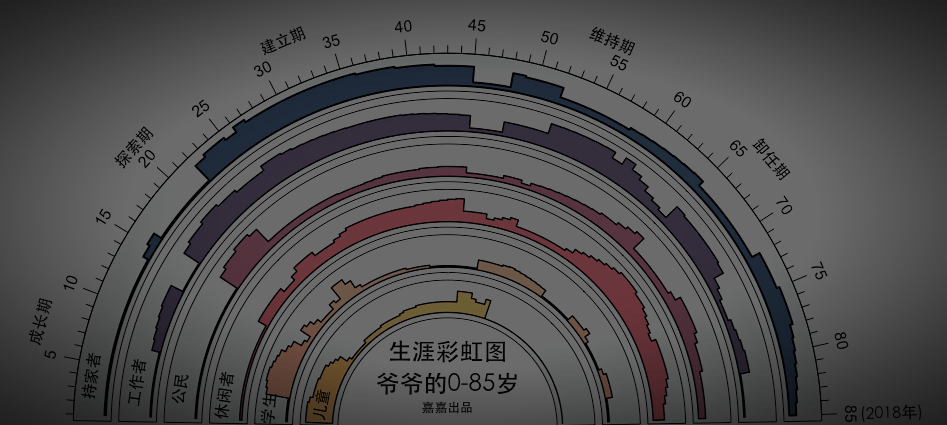 建立期
维持期
探索期
卸任期
成长期
5
10
15
20
25
30
35
40
45
50
55
60
65
70
75
80
85 (2018年)
持家者
工作者
公民
休闲者
学生
儿童
生涯彩虹图
爷爷的0-85岁
嘉嘉出品